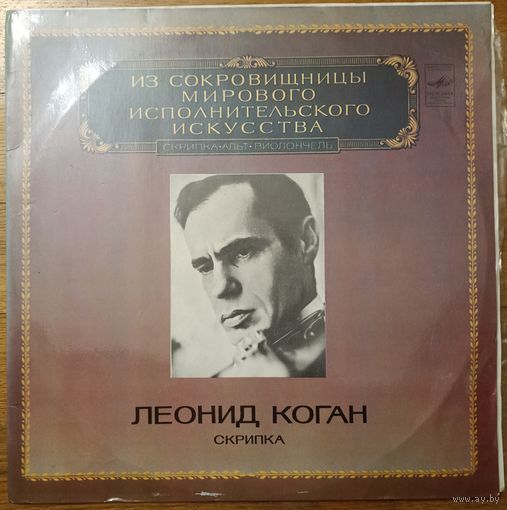 ИЗ СОКРОВИЩНИЦЫ
МИРОВОГО
ИСПОЛНИТЕЛЬСКОГО
ИСКУССТВА
СКРИПКА•АЛЬТ•ВИОЛОНЧЕЛЬ
ЛЕОНИД КОГАН
СКРИПКА
www.ay.by